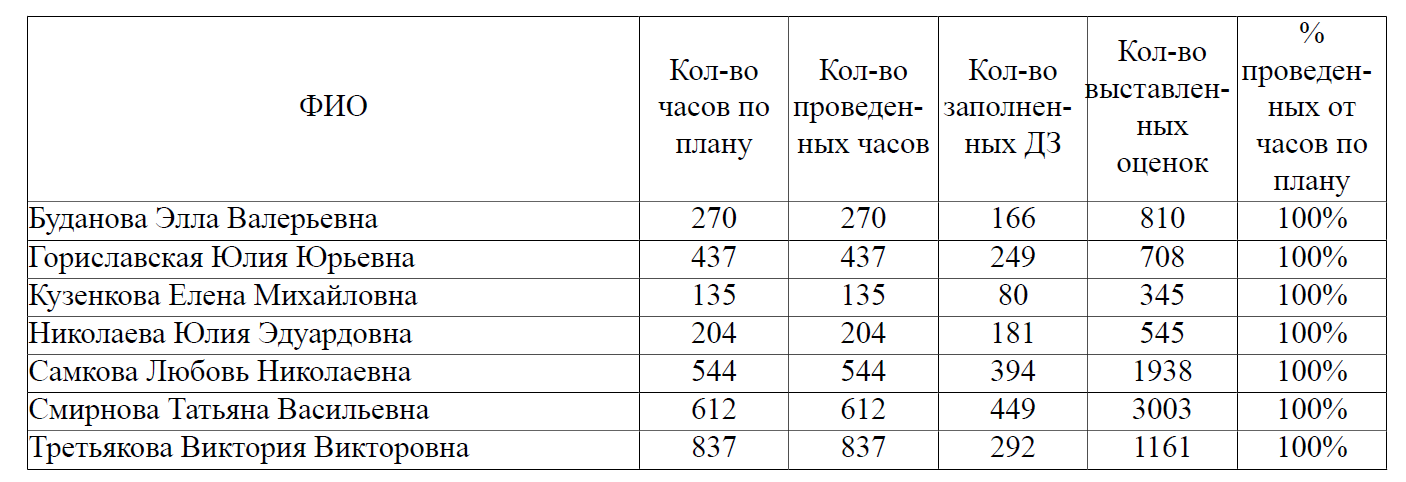 ФИО
Кол-во
часов по
плану
Кол-во
проведен-
ных часов
Кол-во
заполнен-
ных ДЗ
Кол-во
выставлен-
ных
оценок
%
проведен-
ных от
часов по
плану
Буданова Элла Валерьевна 270 270 166 810 100%
Гориславская Юлия Юрьевна 437 437 249 708 100%
Кузенкова Елена Михайловна 135 135 80 345 100%
Николаева Юлия Эдуардовна 204 204 181 545 100%
Самкова Любовь Николаевна 544 544 394 1938 100%
Смирнова Татьяна Васильевна 612 612 449 3003 100%
Третьякова Виктория Викторовна 837 837 292 1161 100%